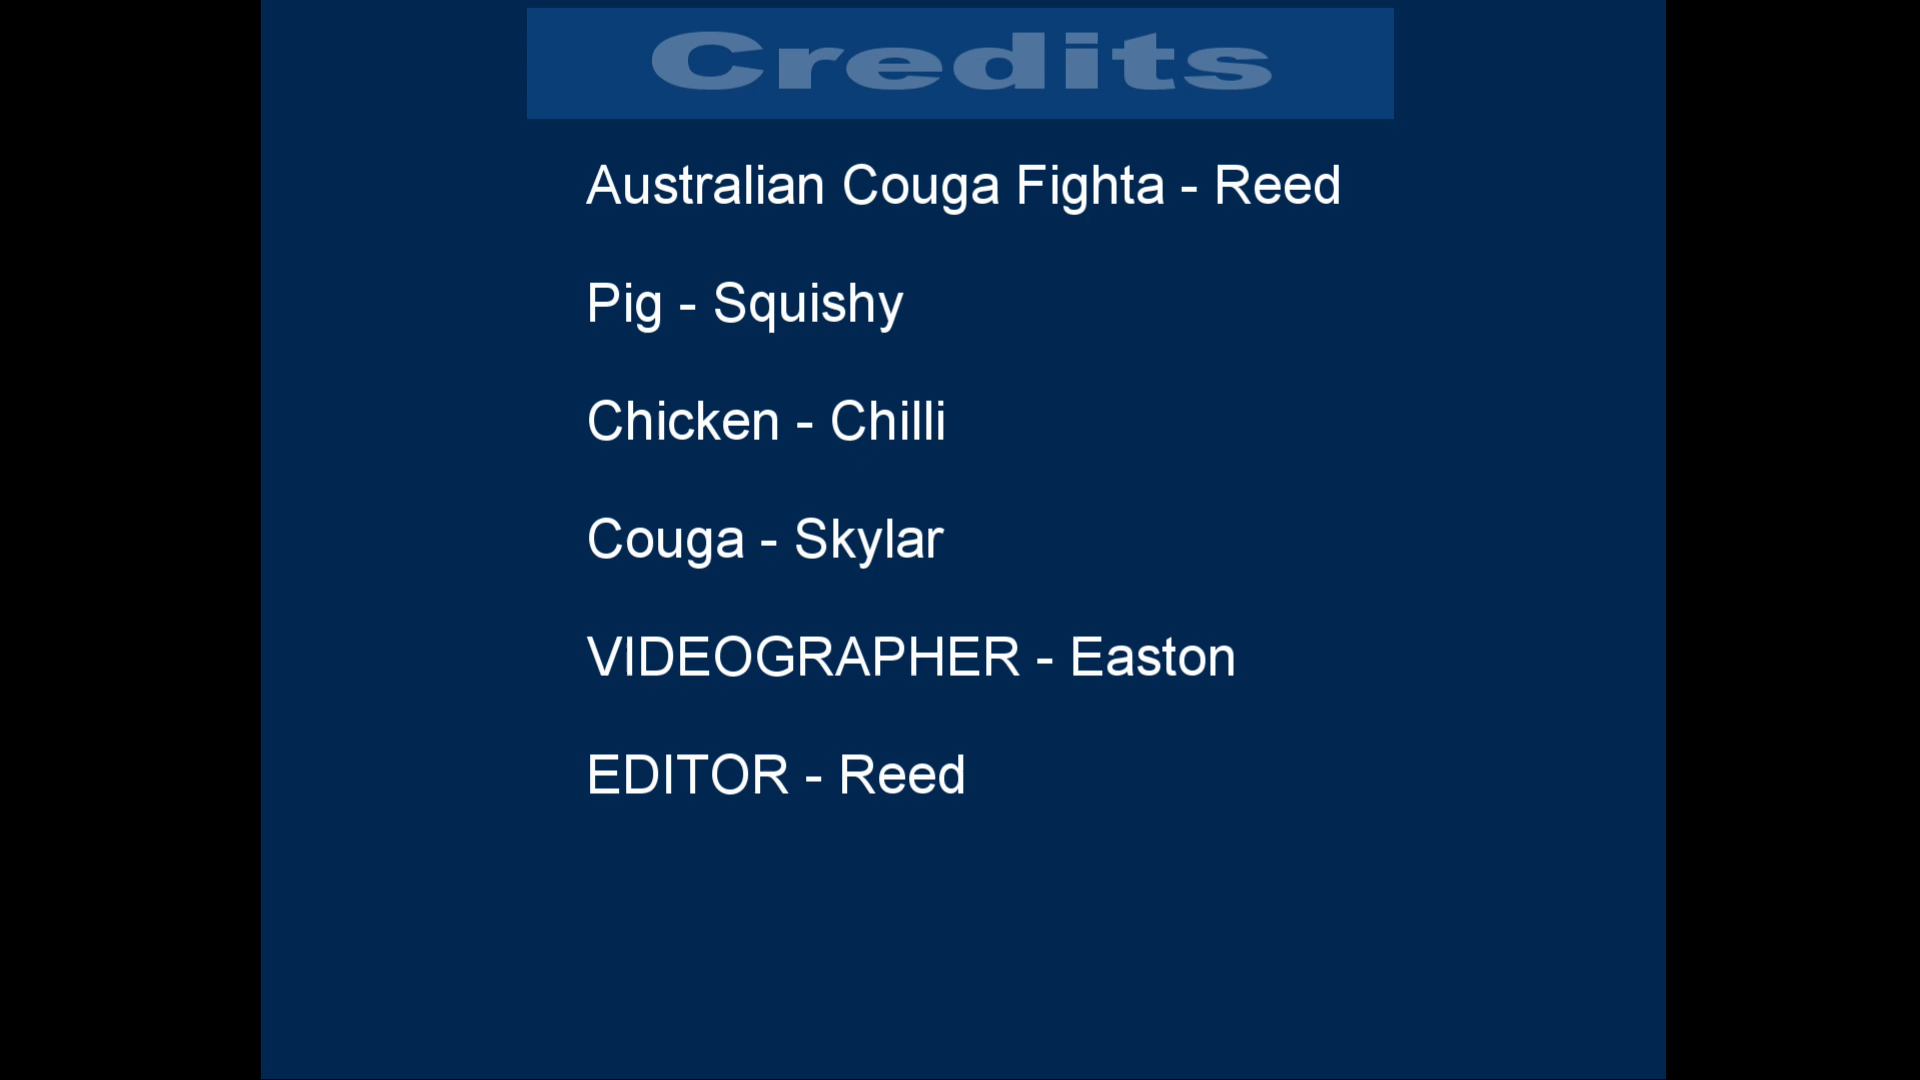 Credits
Australian Couga Fighta - Reed
Pig - Squishy
Chicken - Chilli
Couga - Skylar
VIDEOGRAPHER - Easton
EDITOR - Reed